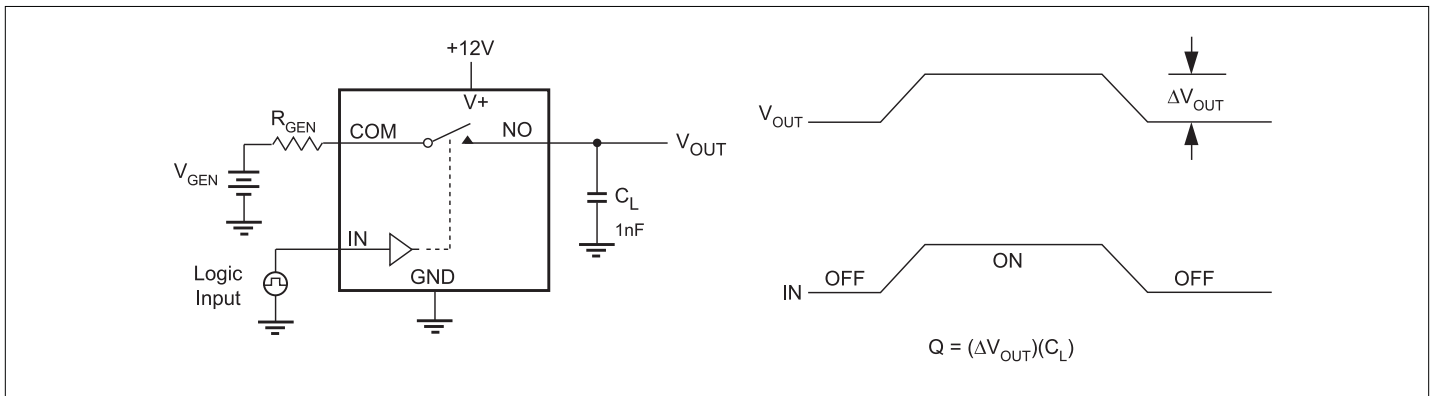 +12V
V+
R_GEN
COM
NO
V_OUT
V_GEN
C_L
1nF
IN
Logic
Input
GND
V_OUT
ΔV_OUT
IN
OFF
ON
OFF
Q = (ΔV_OUT)(C_L)